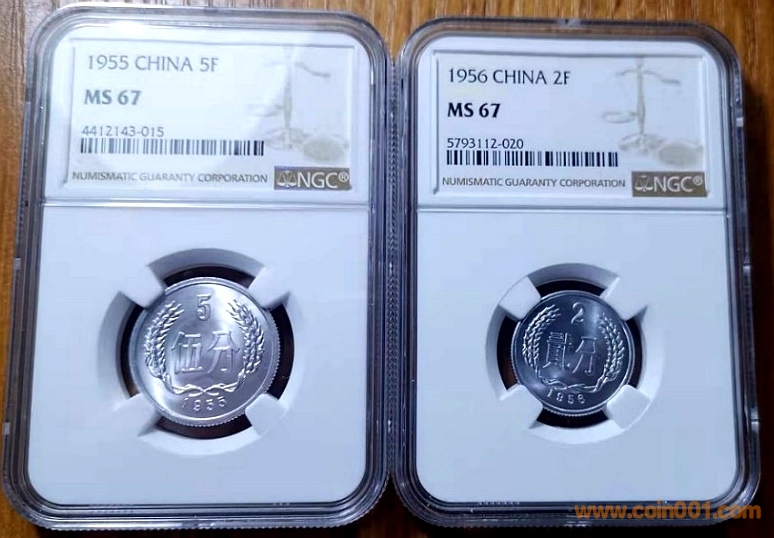 1955 CHINA 5F
MS 67
4412143-015
NUMISMATIC GUARANTY CORPORATION
NGC®
1956 CHINA 2F
MS 67
5793112-020
NUMISMATIC GUARANTY CORPORATION
NGC®
5
伍分
1955
2
貳分
1956
www.coin001.com